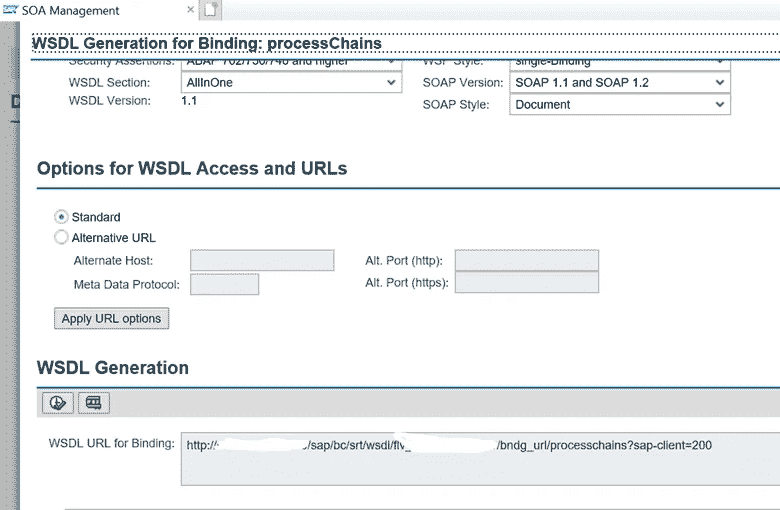 SOA Management
WSDL Generation for Binding: processChains
Security Assertions: ABAP 702/730/740 and higher WSP Style: single-Binding
WSDL Section: AllInOne SOAP Version: SOAP 1.1 and SOAP 1.2
WSDL Version: 1.1 SOAP Style: Document
Options for WSDL Access and URLs
Standard
Alternative URL
Alternate Host: Alt. Port (http):
Meta Data Protocol: Alt. Port (https):
Apply URL options
WSDL Generation
WSDL URL for Binding: http:// /sap/bc/srt/wsdl/flv_ /bndg_url/processchains?sap-client=200